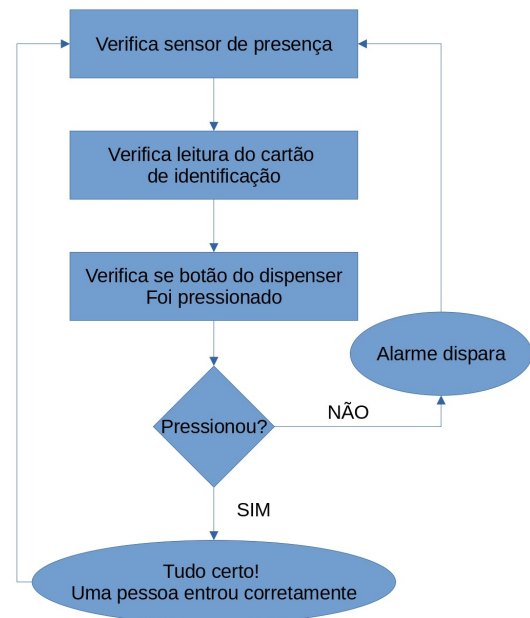 Verifica sensor de presença
Verifica leitura do cartão
de identificação
Verifica se botão do dispenser
Foi pressionado
Alarme dispara
Pressionou?
NÃO
SIM
Tudo certo!
Uma pessoa entrou corretamente